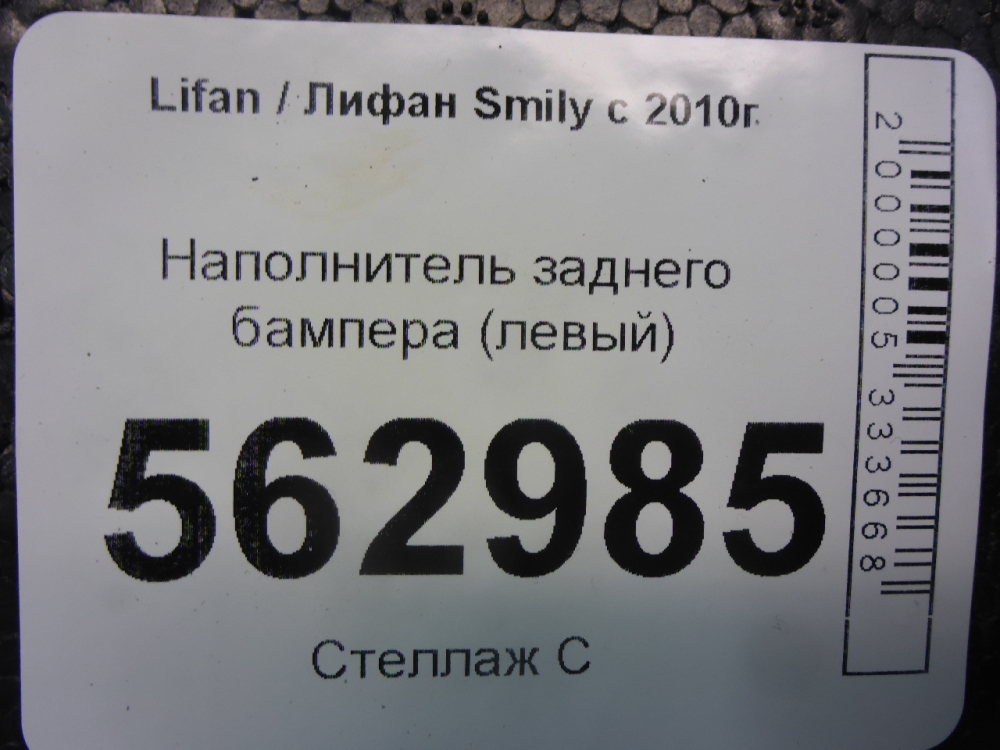 Lifan / Лифан Smily с 2010г.
Наполнитель заднего
бампера (левый)
562985
Стеллаж С
2000005333668